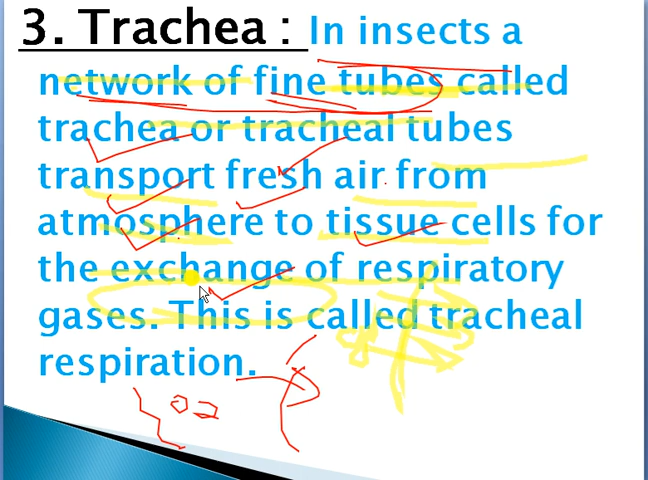 3. Trachea : In insects a
network of fine tubes called
trachea or tracheal tubes
transport fresh air from
atmosphere to tissue cells for
the exchange of respiratory
gases. This is called tracheal
respiration.